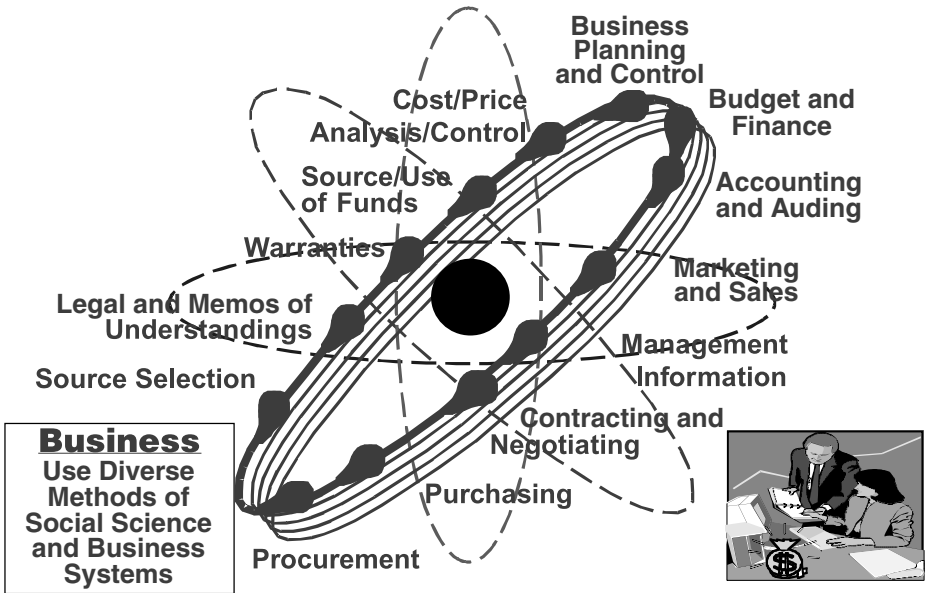 Business
Planning
and Control
Cost/Price
Analysis/Control
Budget and
Finance
Source/Use
of Funds
Accounting
and Auding
Warranties
Marketing
and Sales
Legal and Memos of
Understandings
Management
Information
Source Selection
Contracting and
Negotiating
Purchasing
Procurement
Business
Use Diverse
Methods of
Social Science
and Business
Systems
$